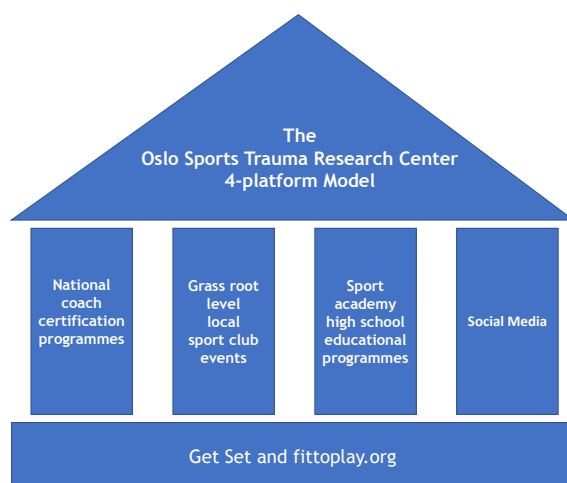 The
Oslo Sports Trauma Research Center
4-platform Model
National
coach
certification
programmes
Grass root
level
local
sport club
events
Sport
academy
high school
educational
programmes
Social Media
Get Set and fittoplay.org